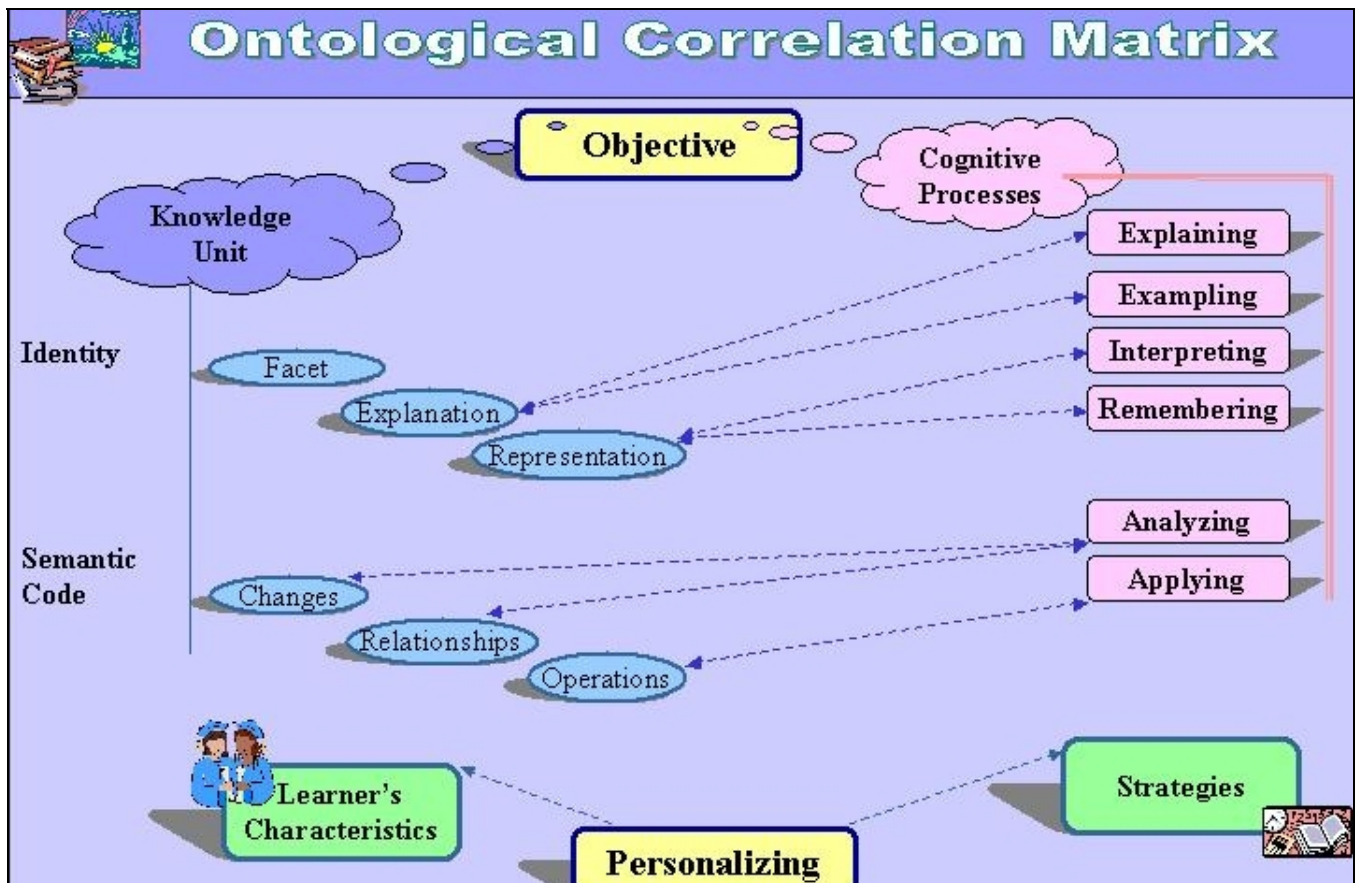 Ontological Correlation Matrix
Objective
Cognitive
Processes
Knowledge
Unit
Explaining
Exampling
Identity
Interpreting
Facet
Explanation
Remembering
Representation
Analyzing
Semantic
Code
Changes
Applying
Relationships
Operations
Learner's
Characteristics
Strategies
Personalizing